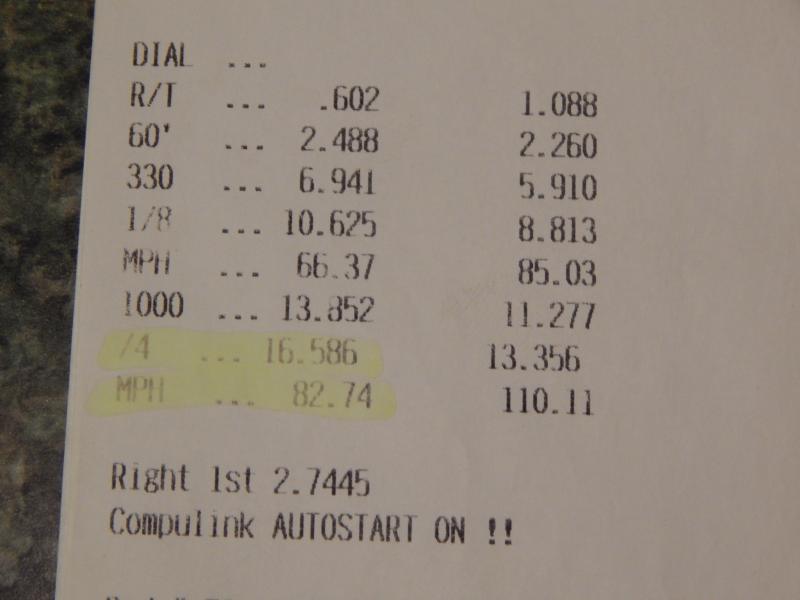 DIAL ...
R/T ... .602 1.088
60' ... 2.488 2.260
330 ... 6.941 5.910
1/8 ... 10.625 8.813
MPH ... 66.37 85.03
1000 ... 13.852 11.277
/4 ... 16.586 13.356
MPH ... 82.74 110.11
Right 1st 2.7445
Compulink AUTOSTART ON !!